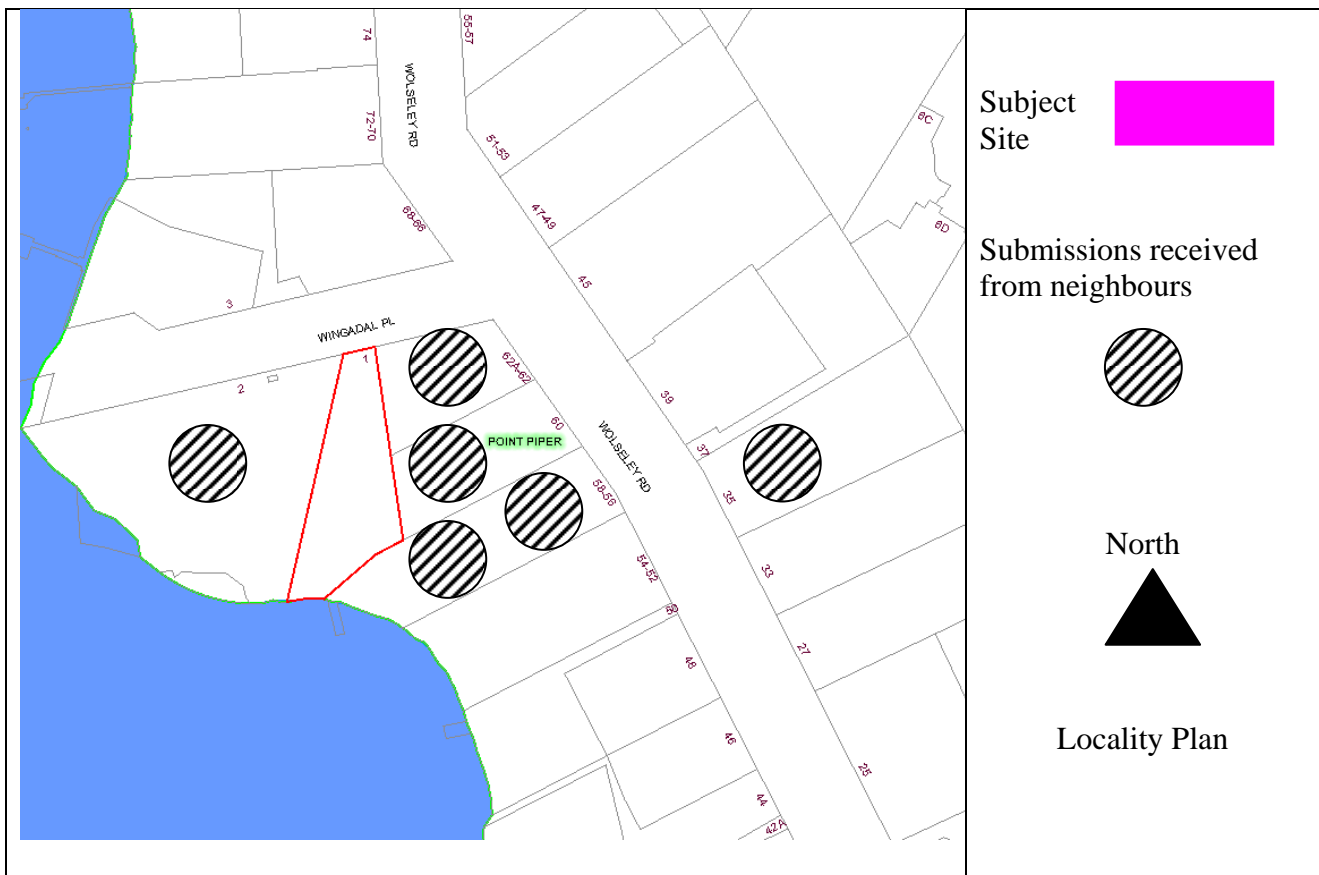 74
55-57
WOLSELEY RD
72-70
51-53
6C
68-66
47-49
6D
45
3
WINGADAL PL
1
62A-62
2
39
60
POINT PIPER
WOLSELEY RD
37
58-56
35
54-52
33
50
27
48
46
25
44
42A
Subject
Site
Submissions received
from neighbours
North
Locality Plan